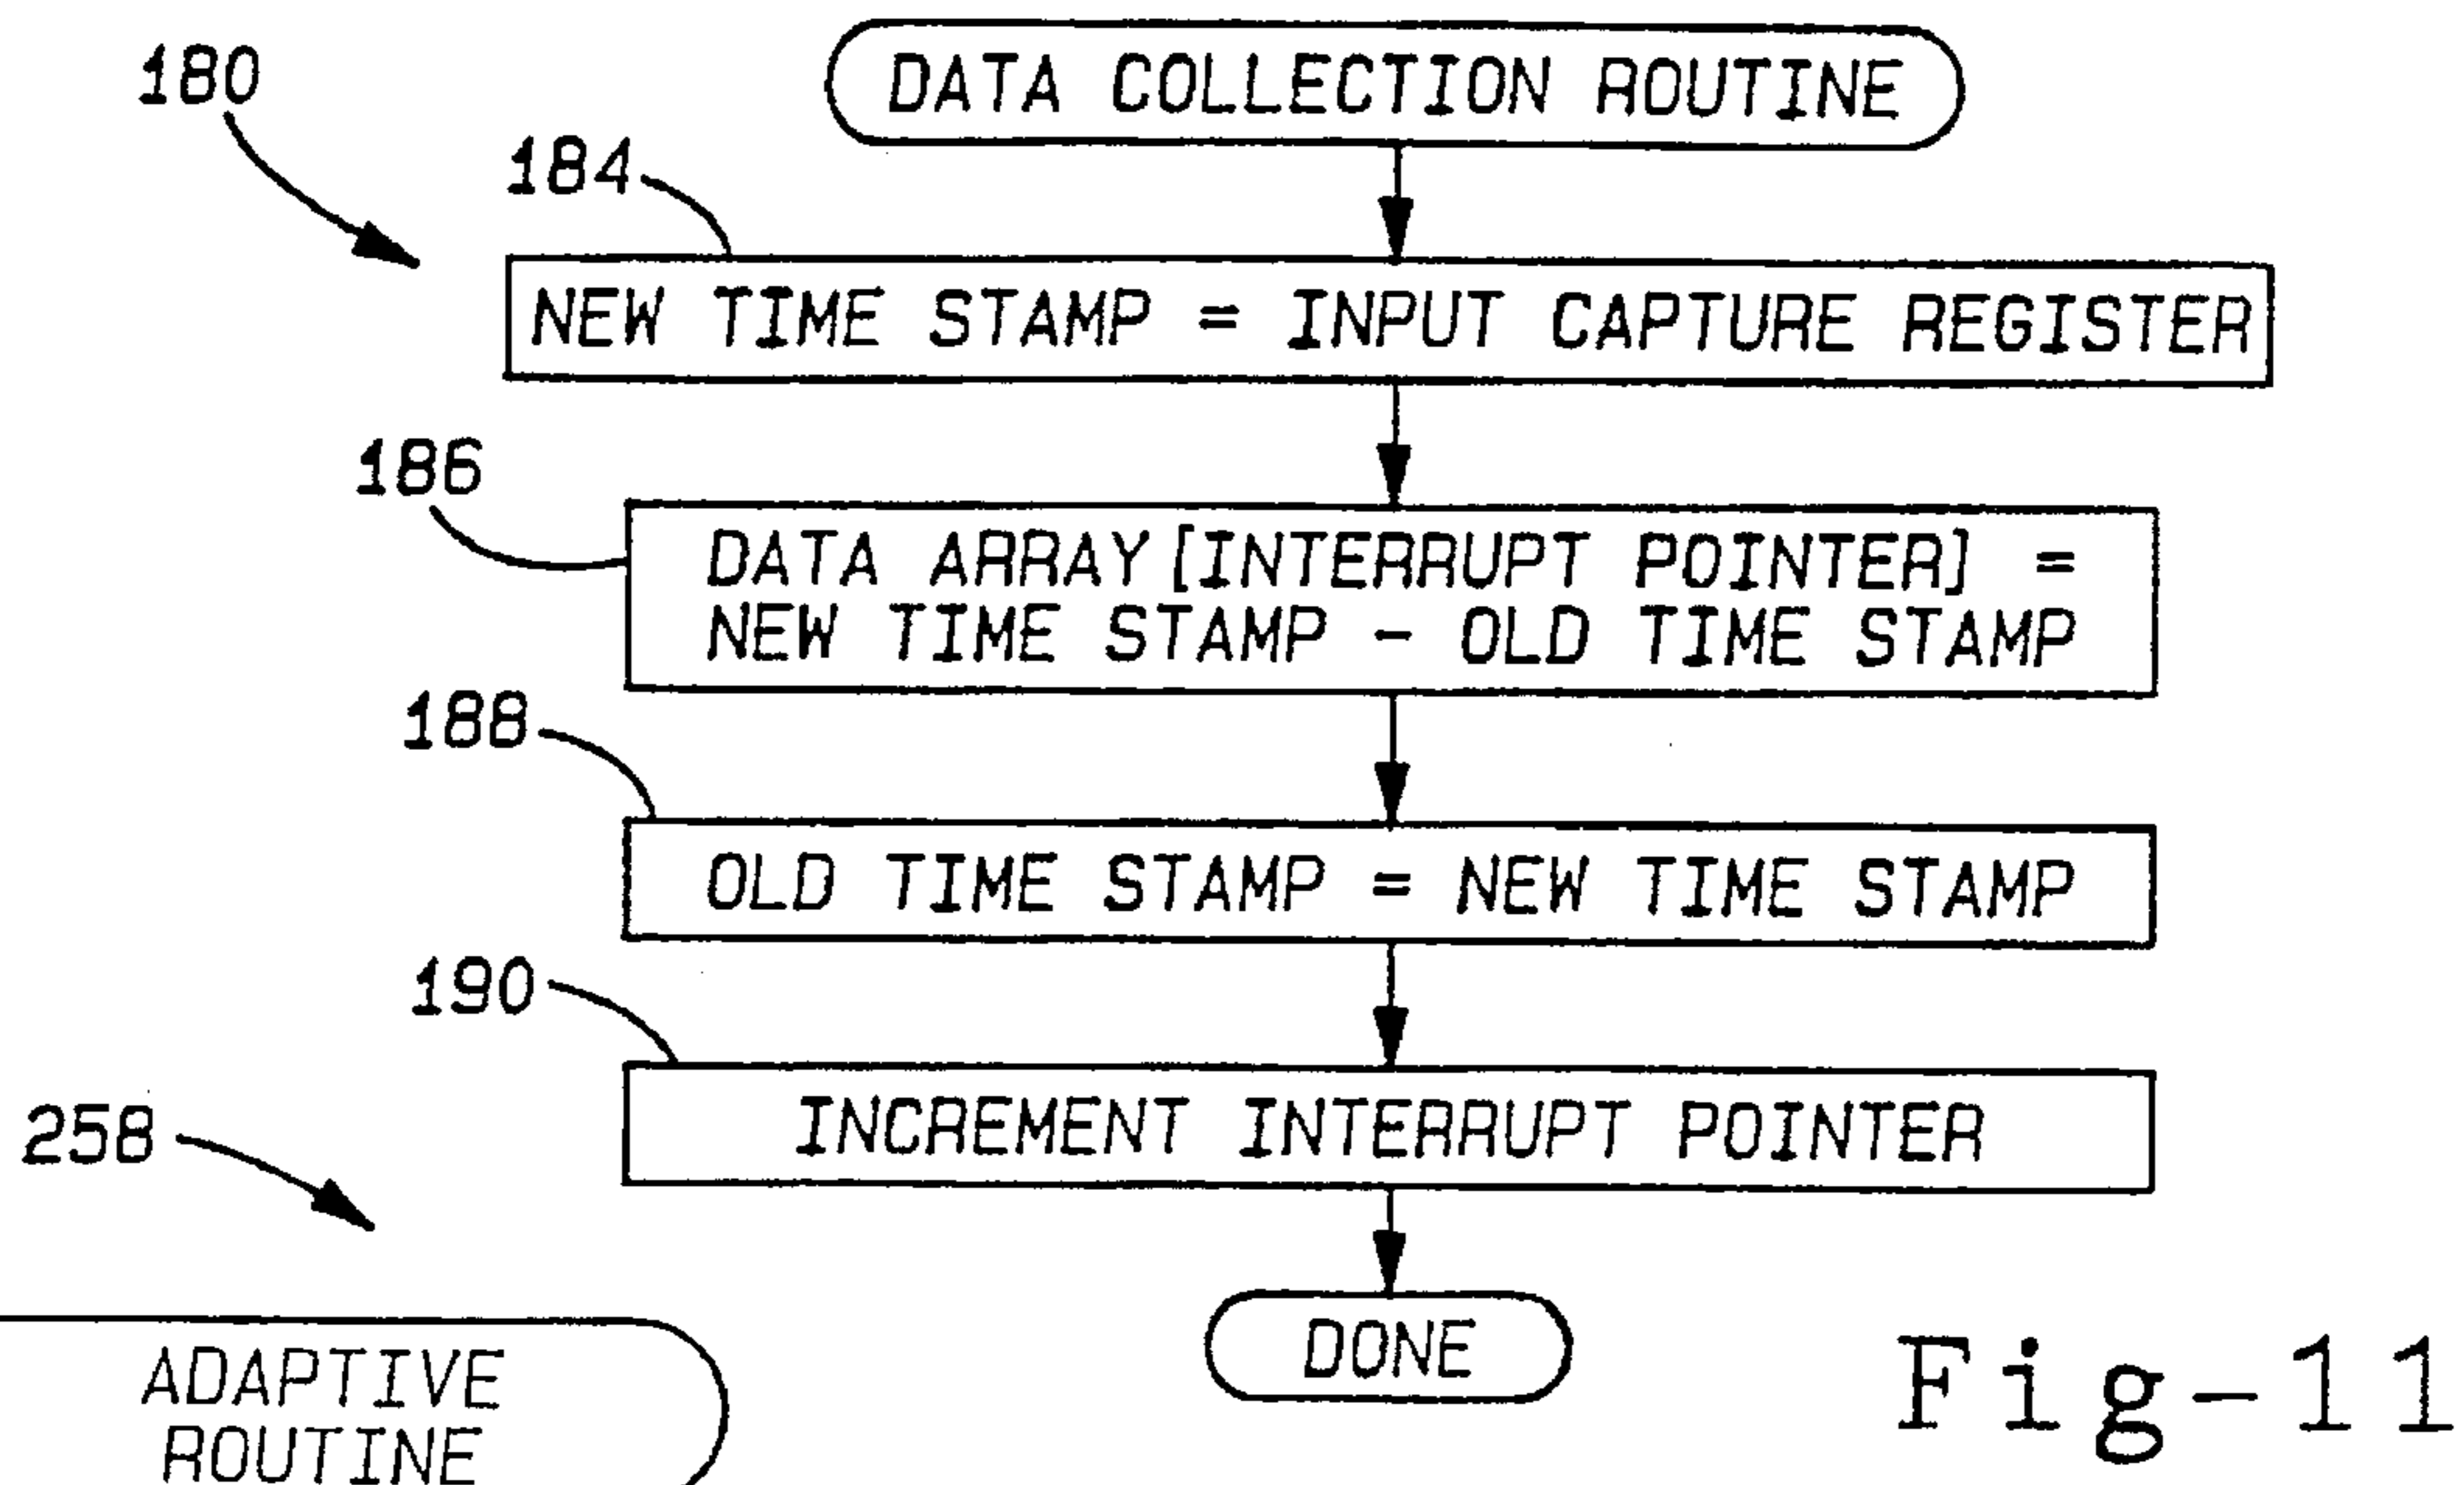 180
DATA COLLECTION ROUTINE
184
NEW TIME STAMP = INPUT CAPTURE REGISTER
186
DATA ARRAY [INTERRUPT POINTER] =
NEW TIME STAMP - OLD TIME STAMP
188
OLD TIME STAMP = NEW TIME STAMP
190
INCREMENT INTERRUPT POINTER
258
DONE
Fig-11
ADAPTIVE
ROUTINE